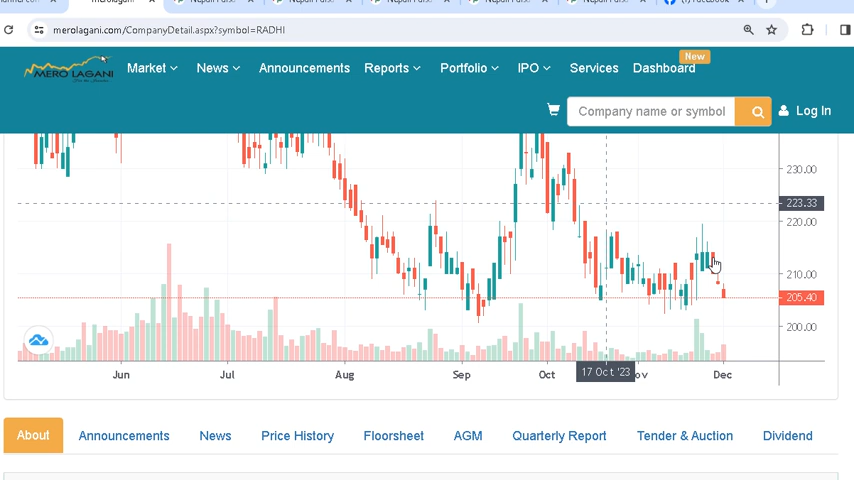 merolagani.com/CompanyDetail.aspx?symbol=RADHI
New
MERO LAGANI
Market News Announcements Reports Portfolio IPO Services Dashboard
Company name or symbol
Log In
230.00
223.33
220.00
210.00
205.40
200.00
17 Oct '23
Jun Jul Aug Sep Oct ov Dec
About Announcements News Price History Floorsheet AGM Quarterly Report Tender & Auction Dividend